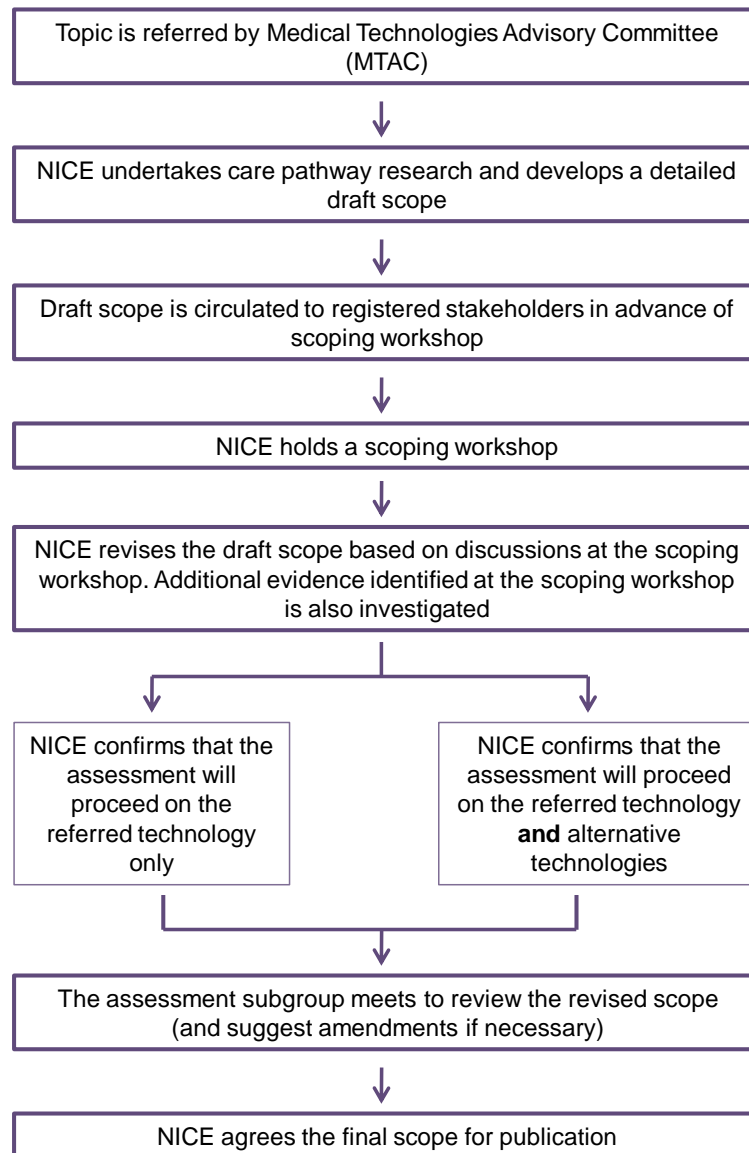 Topic is referred by Medical Technologies Advisory Committee
(MTAC)
NICE undertakes care pathway research and develops a detailed
draft scope
Draft scope is circulated to registered stakeholders in advance of
scoping workshop
NICE holds a scoping workshop
NICE revises the draft scope based on discussions at the scoping
workshop. Additional evidence identified at the scoping workshop
is also investigated
NICE confirms that the
assessment will
proceed on the
referred technology
only
NICE confirms that the
assessment will proceed
on the referred technology
and alternative
technologies
The assessment subgroup meets to review the revised scope
(and suggest amendments if necessary)
NICE agrees the final scope for publication